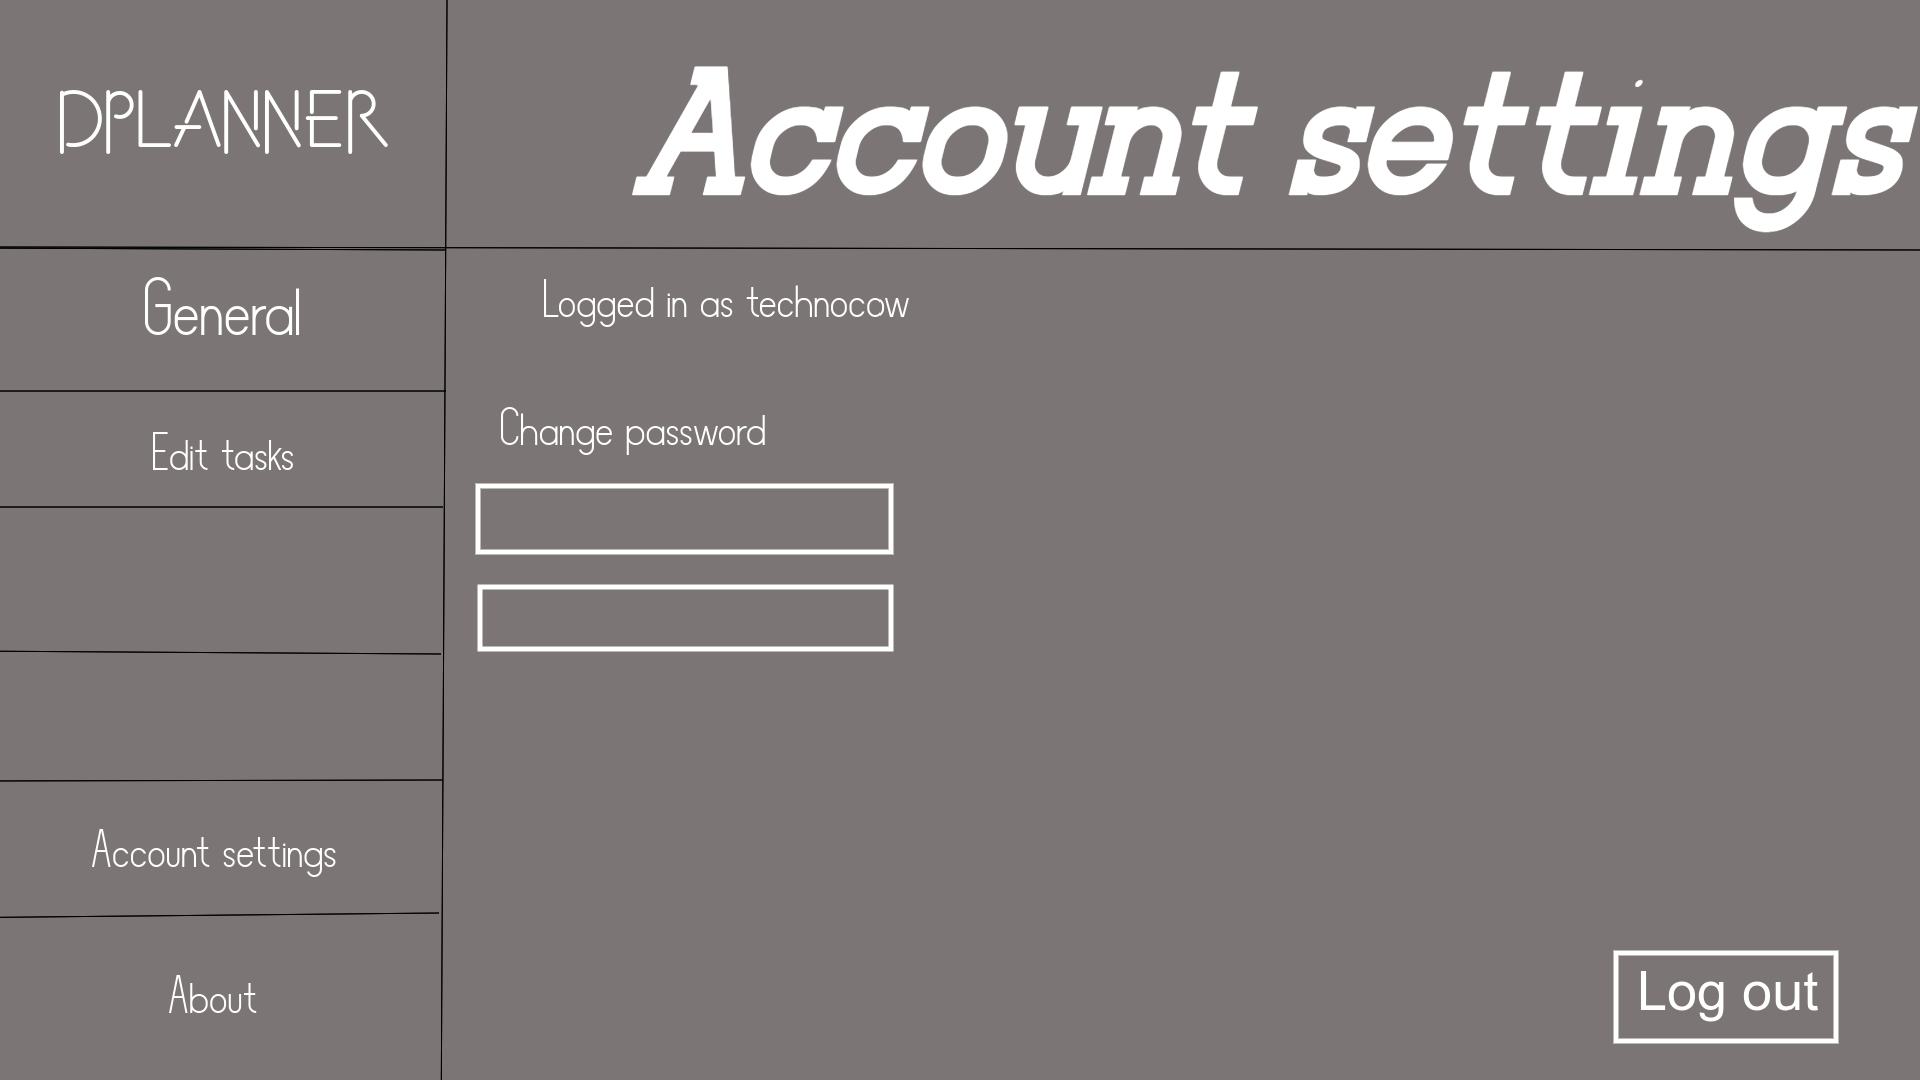 DPLANNER
Account settings
General
Edit tasks
Account settings
About
Logged in as technocow
Change password
Log out